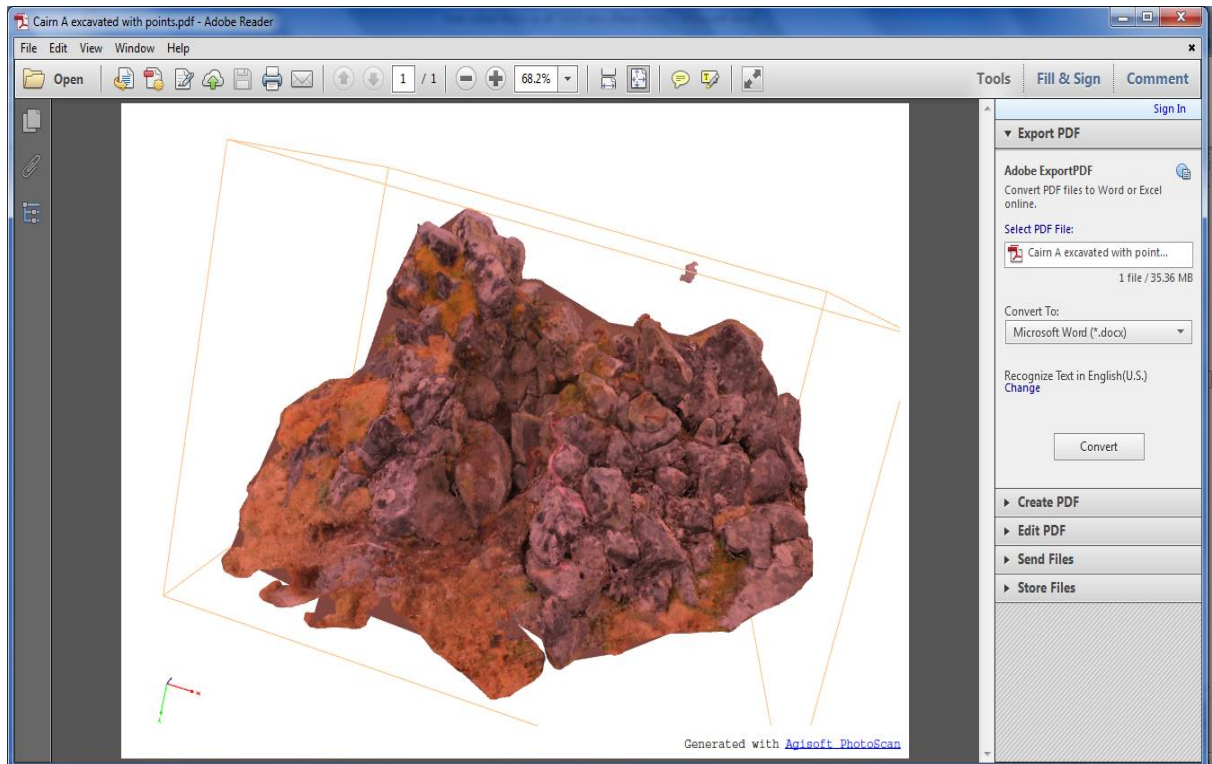 Cairn A excavated with points.pdf - Adobe Reader
File Edit View Window Help
Open 1 / 1 68.2% Tools Fill & Sign Comment
Sign In
Export PDF
Adobe ExportPDF
Convert PDF files to Word or Excel
online.
Select PDF File:
Cairn A excavated with point...
1 file / 35.36 MB
Convert To:
Microsoft Word (*.docx)
Recognize Text in English(U.S.)
Change
Convert
Create PDF
Edit PDF
Send Files
Store Files
Generated with Agisoft PhotoScan